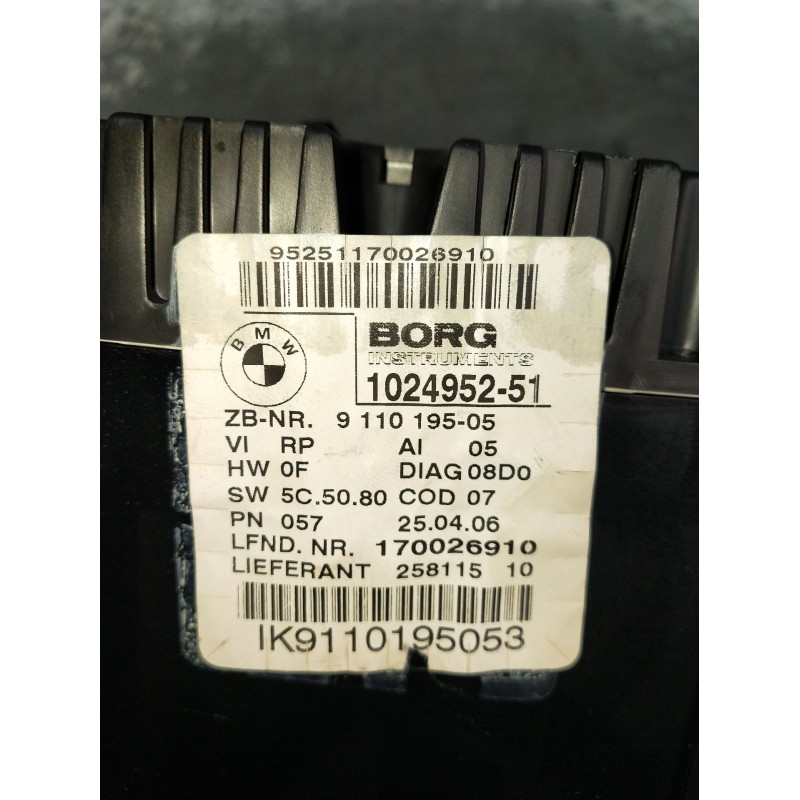 95251170026910
BMW
BORG
INSTRUMENTS
1024952-51
ZB-NR. 9 110 195-05
VI RP AI 05
HW 0F DIAG 08D0
SW 5C.50.80 COD 07
PN 057 25.04.06
LFND. NR. 170026910
LIEFERANT 258115 10
IK9110195053